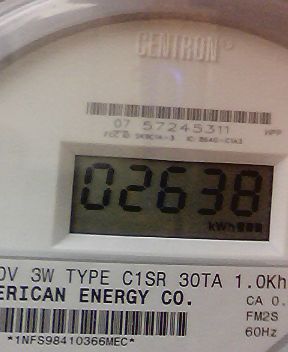 CENTRON®
07 57245311
02638
kWh
0V 3W TYPE C1SR 30TA 1.0Kh
ERICAN ENERGY CO.
CA 0.
FM2S
60Hz
*1NFS98410366MEC*